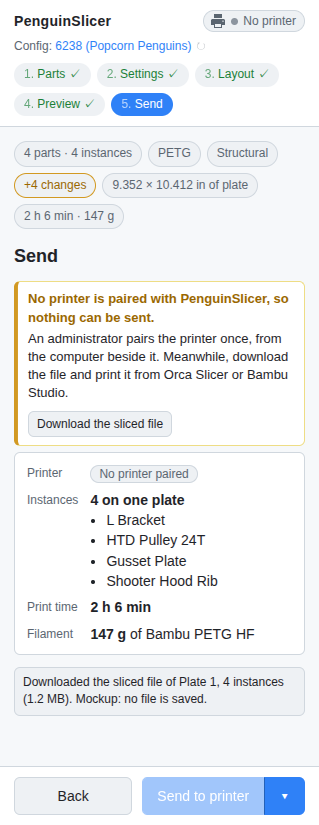 PenguinSlicer
No printer
Config: 6238 (Popcorn Penguins)
1. Parts ✓
2. Settings ✓
3. Layout ✓
4. Preview ✓
5. Send
4 parts · 4 instances
PETG
Structural
+4 changes
9.352 × 10.412 in of plate
2 h 6 min · 147 g
Send
No printer is paired with PenguinSlicer, so
nothing can be sent.
An administrator pairs the printer once, from
the computer beside it. Meanwhile, download
the file and print it from Orca Slicer or Bambu
Studio.
Download the sliced file
Printer No printer paired
Instances 4 on one plate
• L Bracket
• HTD Pulley 24T
• Gusset Plate
• Shooter Hood Rib
Print time 2 h 6 min
Filament 147 g of Bambu PETG HF
Downloaded the sliced file of Plate 1, 4 instances
(1.2 MB). Mockup: no file is saved.
Back
Send to printer